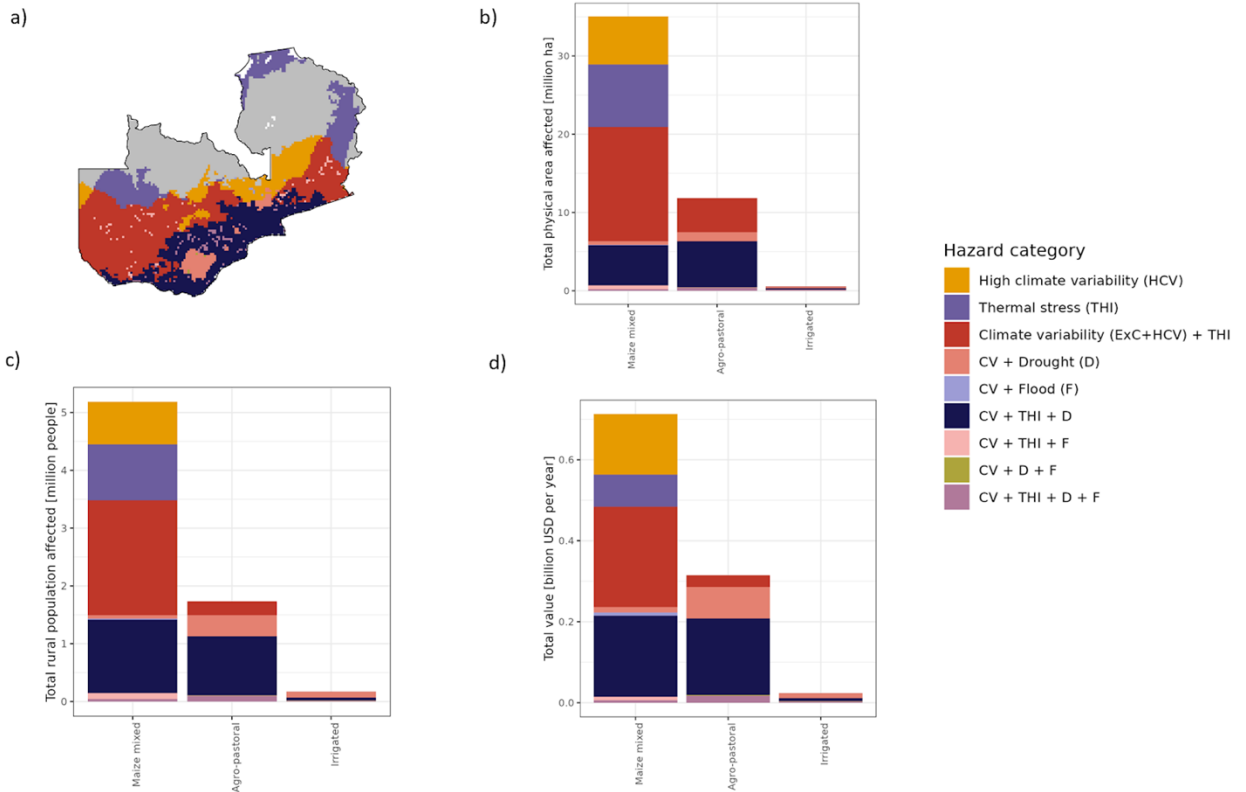 a)
b)
Total physical area affected [million ha]
30
20
10
0
Maize mixed
Agro-pastoral
Irrigated
Hazard category
High climate variability (HCV)
Thermal stress (THI)
Climate variability (ExC+HCV) + THI
CV + Drought (D)
CV + Flood (F)
CV + THI + D
CV + THI + F
CV + D + F
CV + THI + D + F
c)
Total rural population affected [million people]
5
4
3
2
1
0
Maize mixed
Agro-pastoral
Irrigated
d)
Total value [billion USD per year]
0.6
0.4
0.2
0.0
Maize mixed
Agro-pastoral
Irrigated